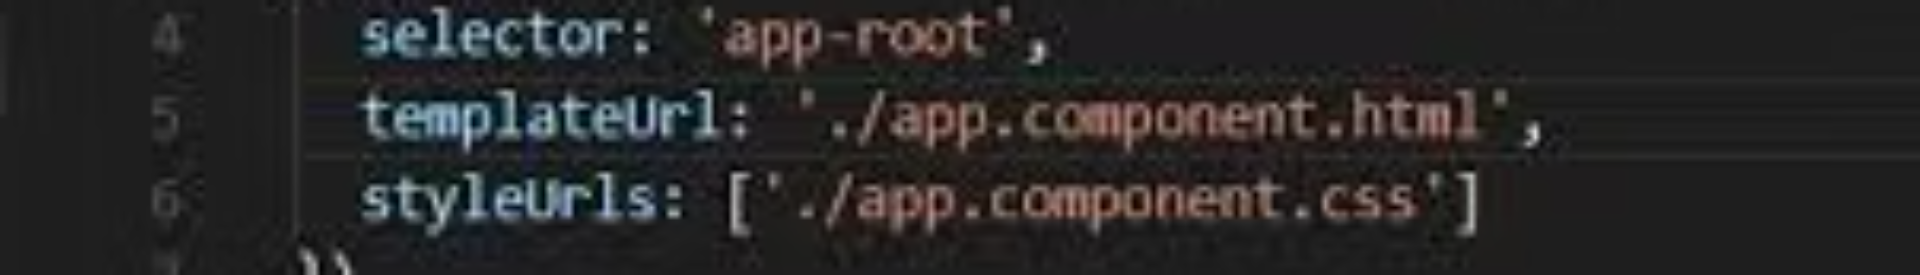 4 selector: 'app-root',
5 templateUrl: './app.component.html',
6 styleUrls: ['./app.component.css']
})